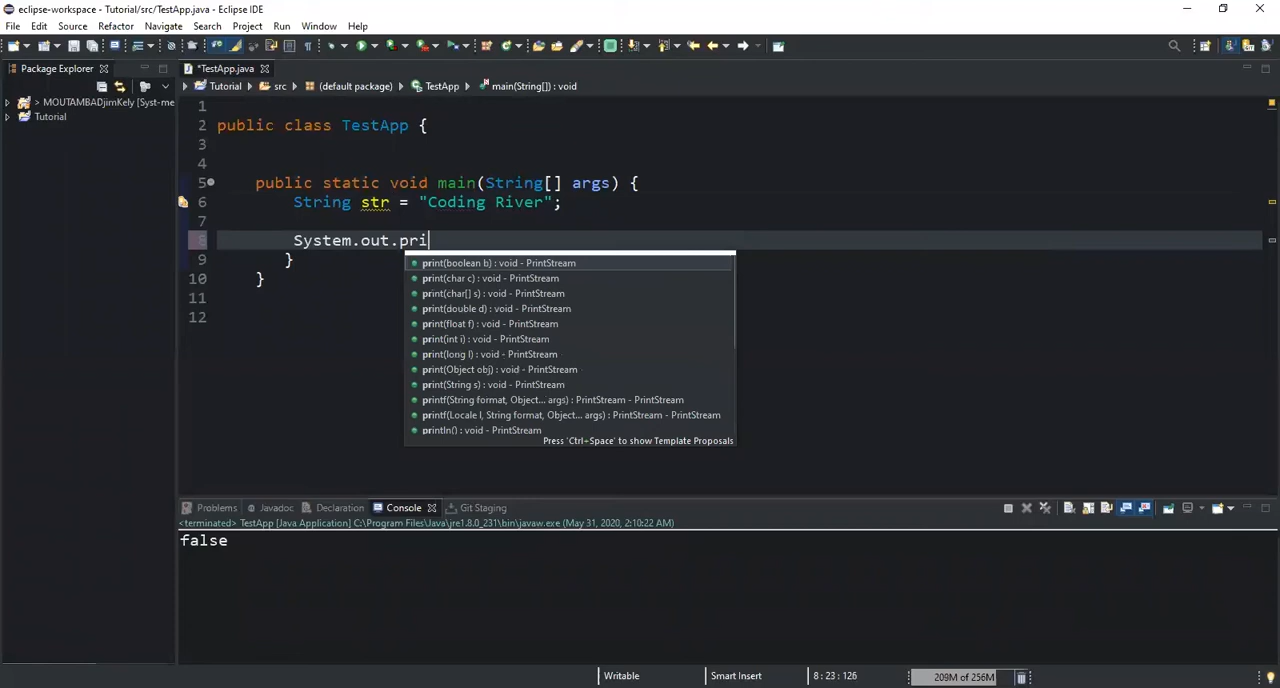 eclipse-workspace - Tutorial/src/TestApp.java - Eclipse IDE
File Edit Source Refactor Navigate Search Project Run Window Help
Package Explorer
*TestApp.java
Tutorial src (default package) TestApp main(String[]) : void
> MOUTAMBADjimKely [Syst-me
Tutorial
1
2 public class TestApp {
3
4
5 public static void main(String[] args) {
6 String str = "Coding River";
7
8 System.out.pri
9 }
10 }
11
12
print(boolean b) : void - PrintStream
print(char c) : void - PrintStream
print(char[] s) : void - PrintStream
print(double d) : void - PrintStream
print(float f) : void - PrintStream
print(int i) : void - PrintStream
print(long l) : void - PrintStream
print(Object obj) : void - PrintStream
print(String s) : void - PrintStream
printf(String format, Object... args) : PrintStream - PrintStream
printf(Locale l, String format, Object... args) : PrintStream - PrintStream
println() : void - PrintStream
Press 'Ctrl+Space' to show Template Proposals
Problems Javadoc Declaration Console Git Staging
<terminated> TestApp [Java Application] C:\Program Files\Java\jre1.8.0_231\bin\javaw.exe (May 31, 2020, 2:10:22 AM)
false
Writable Smart Insert 8 : 23 : 126 209M of 256M